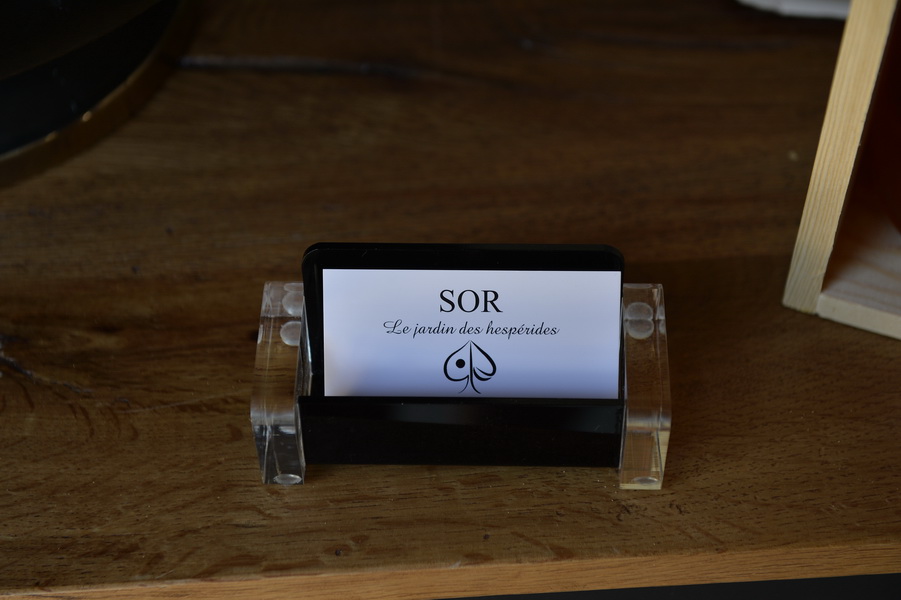 SOR
Le jardin des hespérides